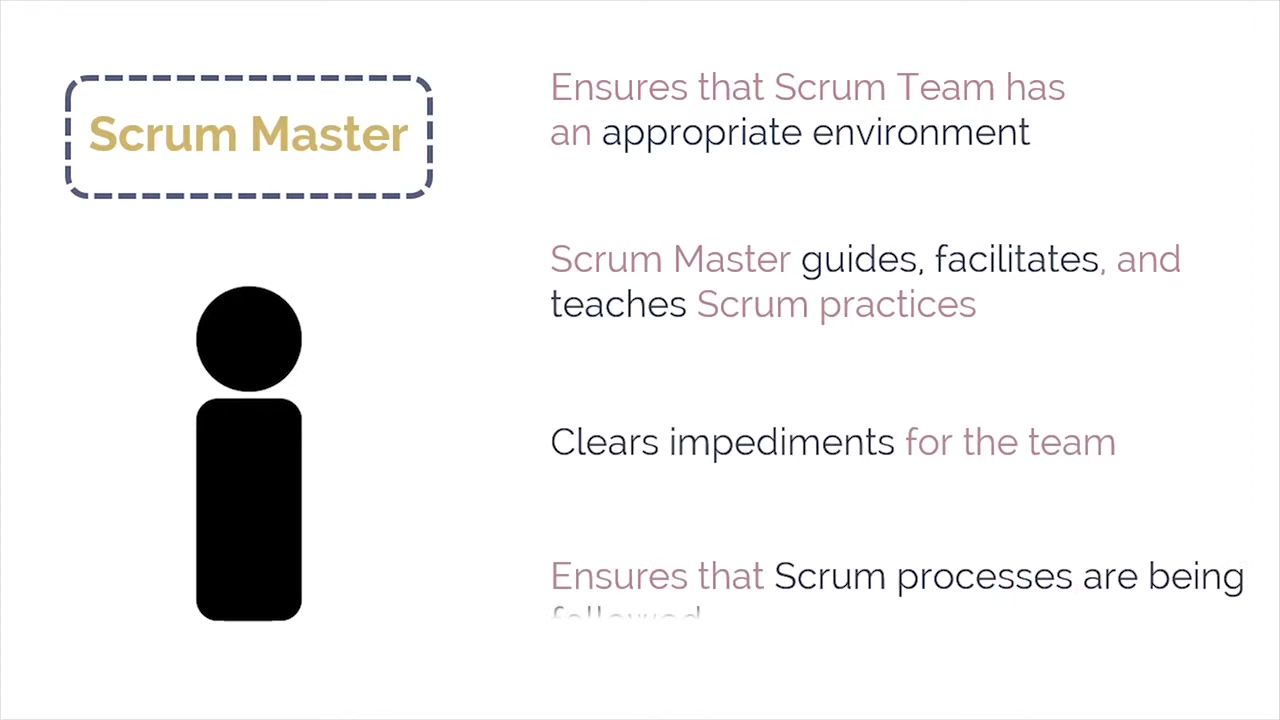 Scrum Master
Ensures that Scrum Team has
an appropriate environment
Scrum Master guides, facilitates, and
teaches Scrum practices
Clears impediments for the team
Ensures that Scrum processes are being
followed